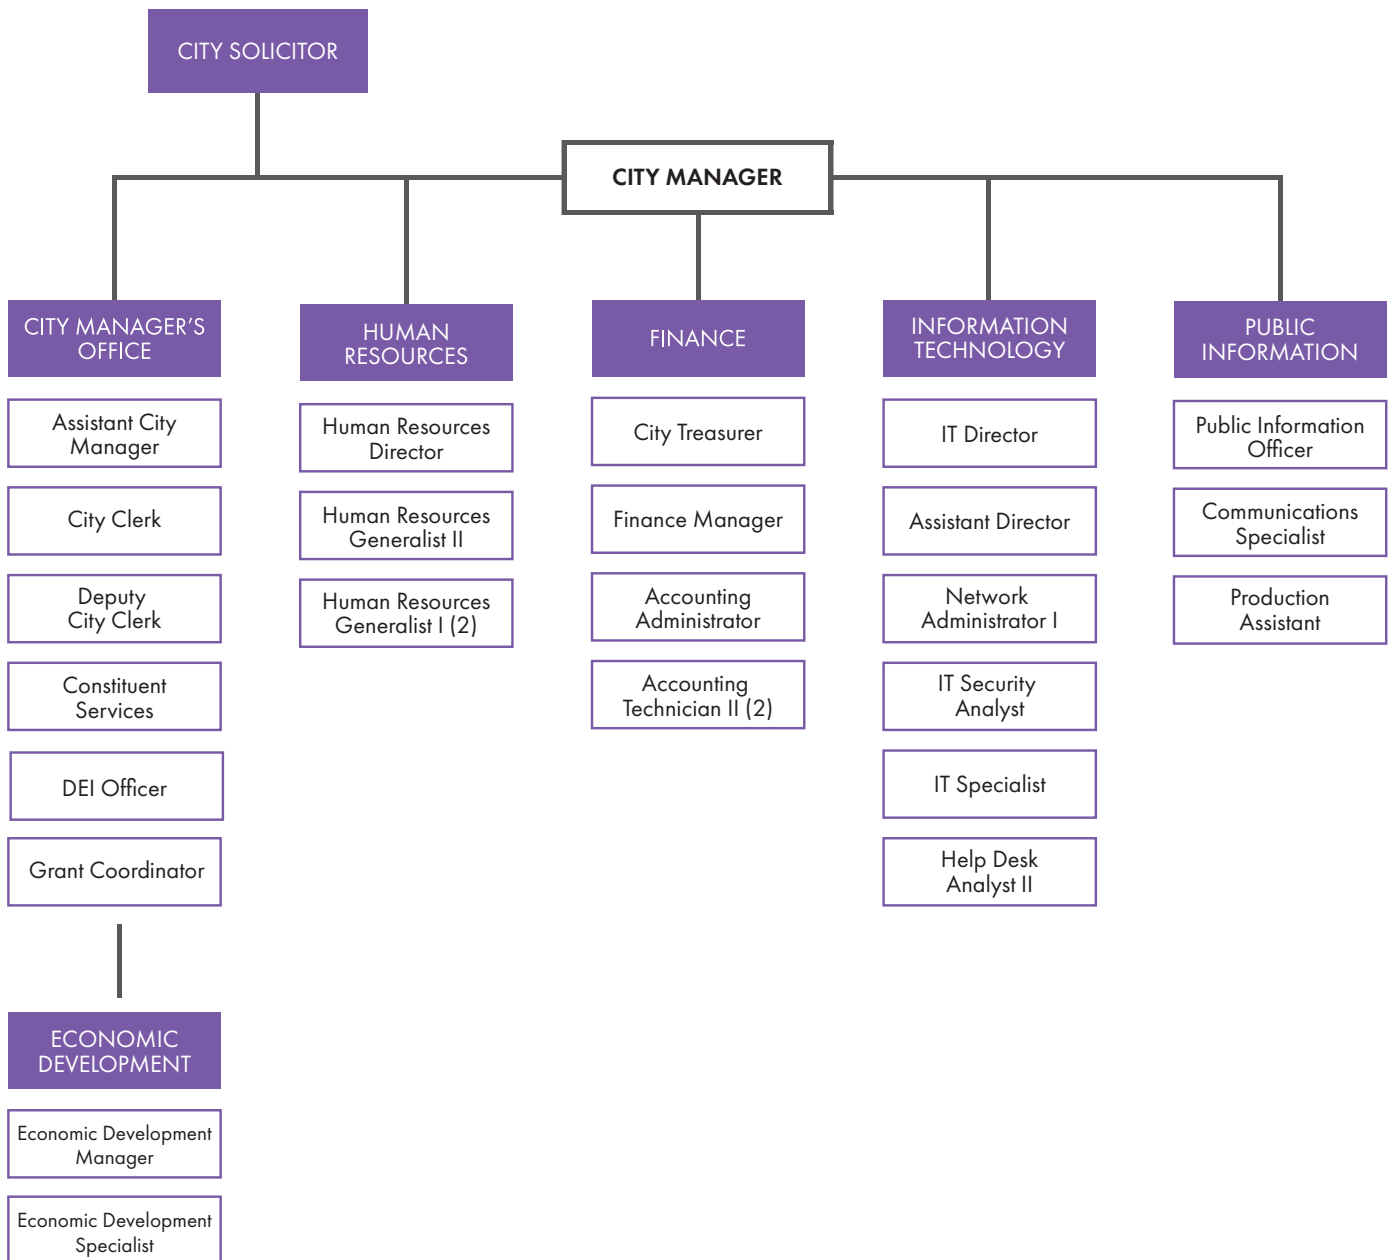 CITY SOLICITOR
CITY MANAGER
CITY MANAGER’S
OFFICE
Assistant City
Manager
City Clerk
Deputy
City Clerk
Constituent
Services
DEI Officer
Grant Coordinator
ECONOMIC
DEVELOPMENT
Economic Development
Manager
Economic Development
Specialist
HUMAN
RESOURCES
Human Resources
Director
Human Resources
Generalist II
Human Resources
Generalist I (2)
FINANCE
City Treasurer
Finance Manager
Accounting
Administrator
Accounting
Technician II (2)
INFORMATION
TECHNOLOGY
IT Director
Assistant Director
Network
Administrator I
IT Security
Analyst
IT Specialist
Help Desk
Analyst II
PUBLIC
INFORMATION
Public Information
Officer
Communications
Specialist
Production
Assistant